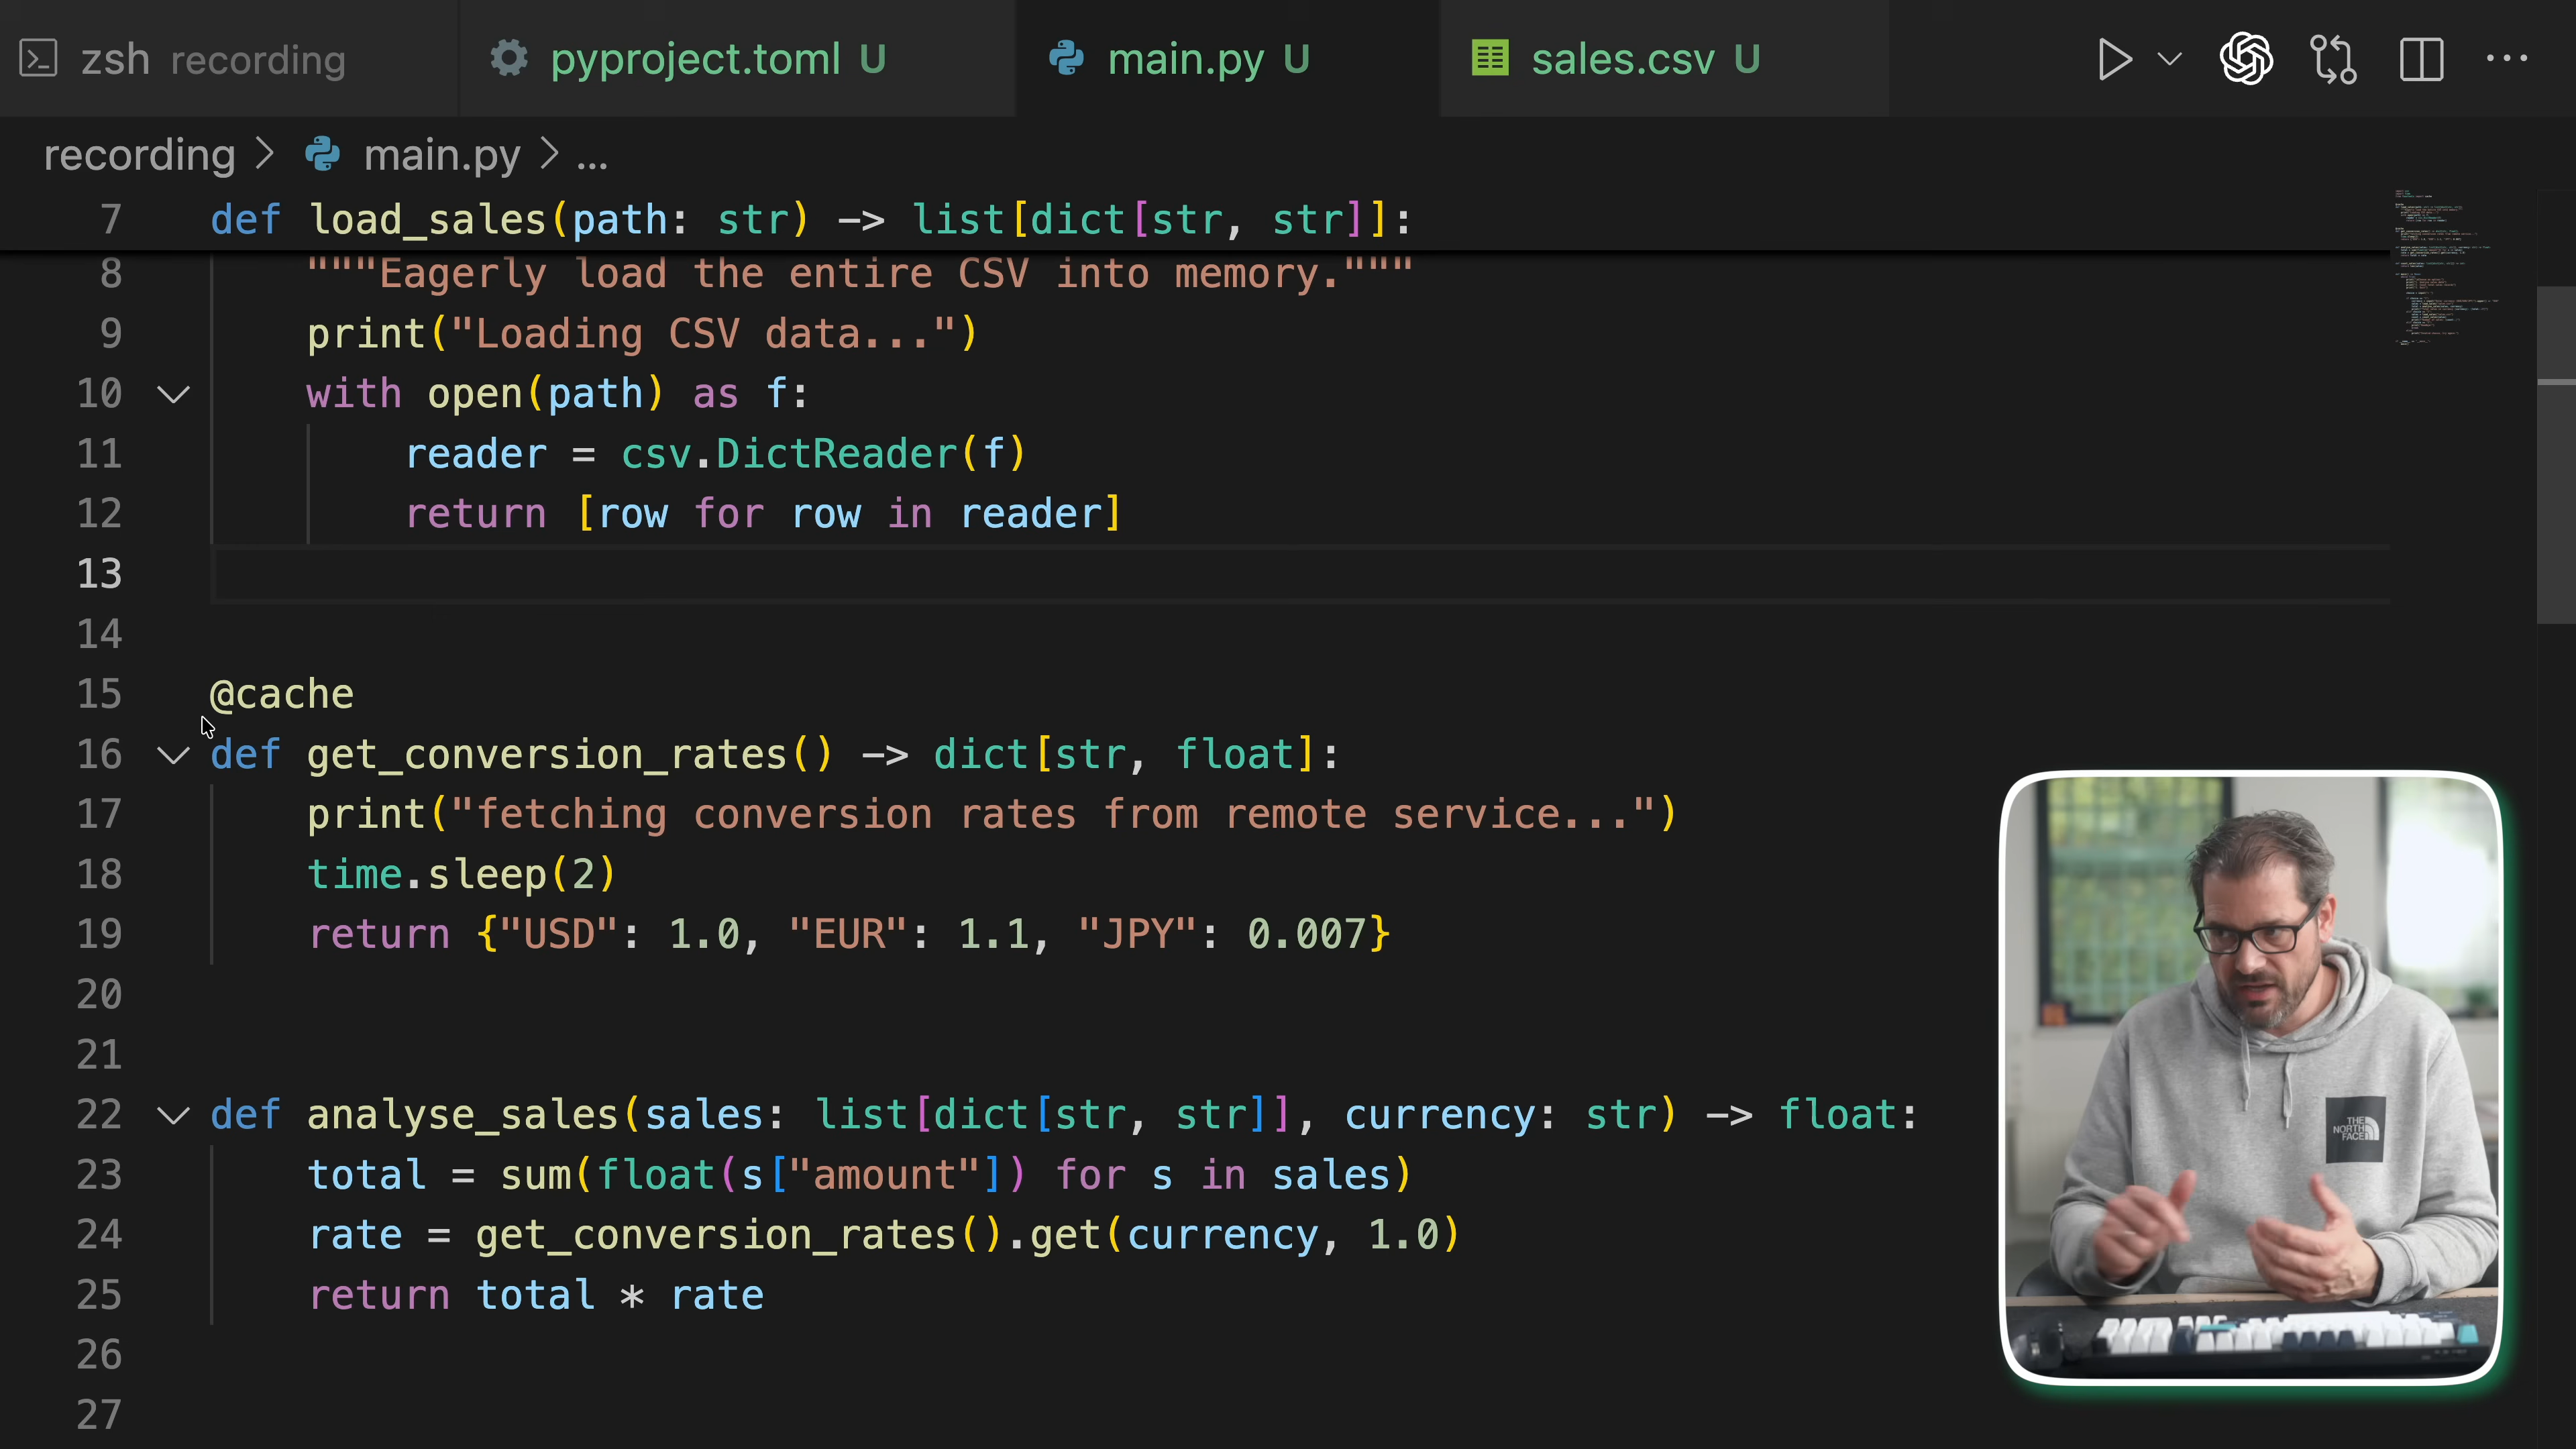 zsh recording
pyproject.toml U
main.py U
sales.csv U
recording > main.py > ...
7 def load_sales(path: str) -> list[dict[str, str]]:
8 """Eagerly load the entire CSV into memory."""
9 print("Loading CSV data...")
10 with open(path) as f:
11 reader = csv.DictReader(f)
12 return [row for row in reader]
13
14
15 @cache
16 def get_conversion_rates() -> dict[str, float]:
17 print("fetching conversion rates from remote service...")
18 time.sleep(2)
19 return {"USD": 1.0, "EUR": 1.1, "JPY": 0.007}
20
21
22 def analyse_sales(sales: list[dict[str, str]], currency: str) -> float:
23 total = sum(float(s["amount"]) for s in sales)
24 rate = get_conversion_rates().get(currency, 1.0)
25 return total * rate
26
27
THE
NORTH
FACE